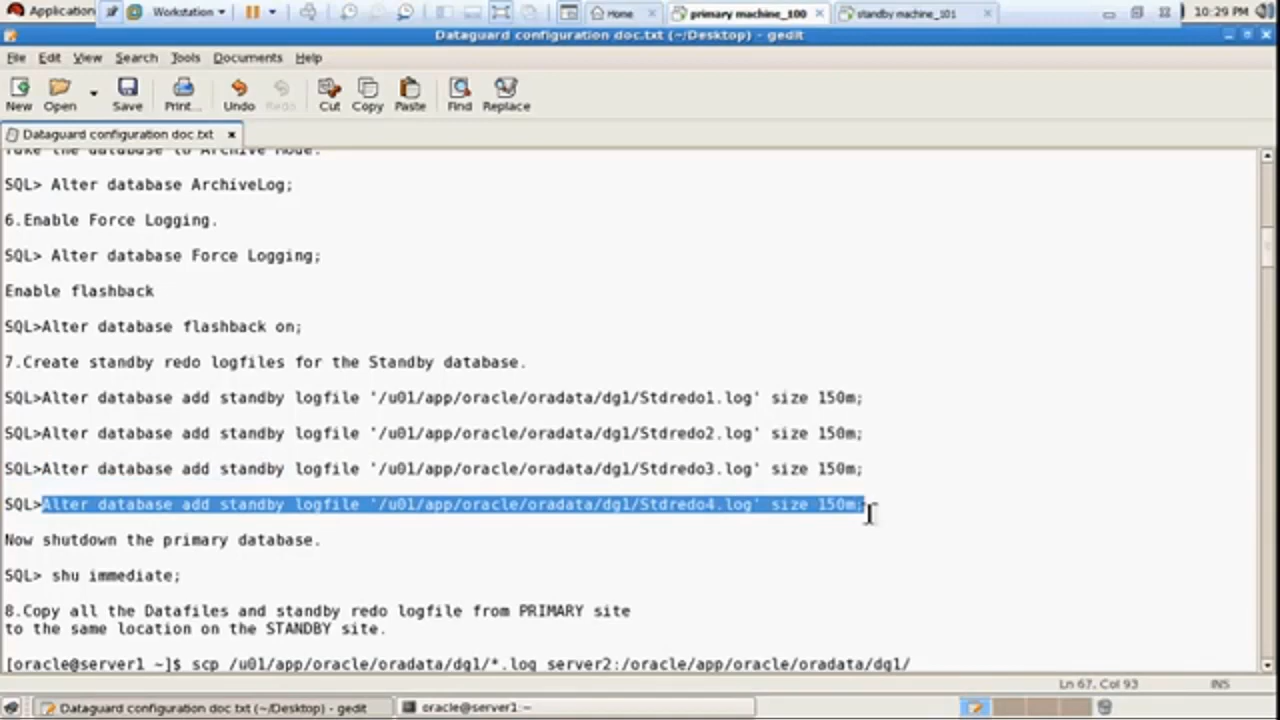 Application Workstation Home primary machine_100 standby machine_101 10:29 PM
Dataguard configuration doc.txt (~/Desktop) - gedit
File Edit View Search Tools Documents Help
New Open Save Print... Undo Redo Cut Copy Paste Find Replace
Dataguard configuration doc.txt
Take the database to Archive Mode.
SQL> Alter database ArchiveLog;
6.Enable Force Logging.
SQL> Alter database Force Logging;
Enable flashback
SQL>Alter database flashback on;
7.Create standby redo logfiles for the Standby database.
SQL>Alter database add standby logfile '/u01/app/oracle/oradata/dg1/Stdredo1.log' size 150m;
SQL>Alter database add standby logfile '/u01/app/oracle/oradata/dg1/Stdredo2.log' size 150m;
SQL>Alter database add standby logfile '/u01/app/oracle/oradata/dg1/Stdredo3.log' size 150m;
SQL>Alter database add standby logfile '/u01/app/oracle/oradata/dg1/Stdredo4.log' size 150m;
Now shutdown the primary database.
SQL> shu immediate;
8.Copy all the Datafiles and standby redo logfile from PRIMARY site
to the same location on the STANDBY site.
[oracle@server1 ~]$ scp /u01/app/oracle/oradata/dg1/*.log server2:/oracle/app/oracle/oradata/dg1/
Ln 67, Col 93 INS
Dataguard configuration doc.txt (~/Desktop) - gedit oracle@server1:~